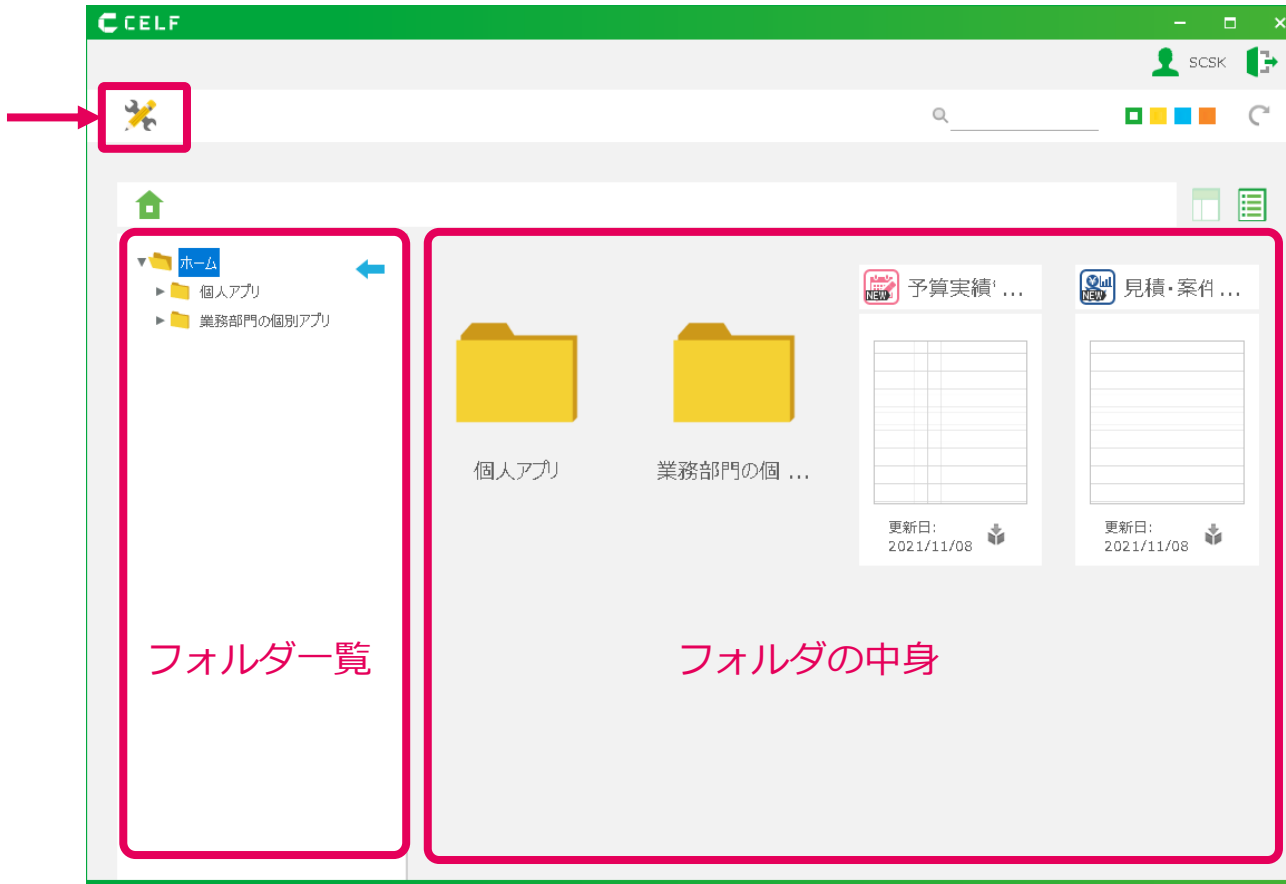 CELF
SCSK
ホーム
個人アプリ
業務部門の個別アプリ
予算実績 ...
NEW
見積・案件 ...
NEW
個人アプリ
業務部門の個 ...
更新日:
2021/11/08
更新日:
2021/11/08
フォルダ一覧
フォルダの中身